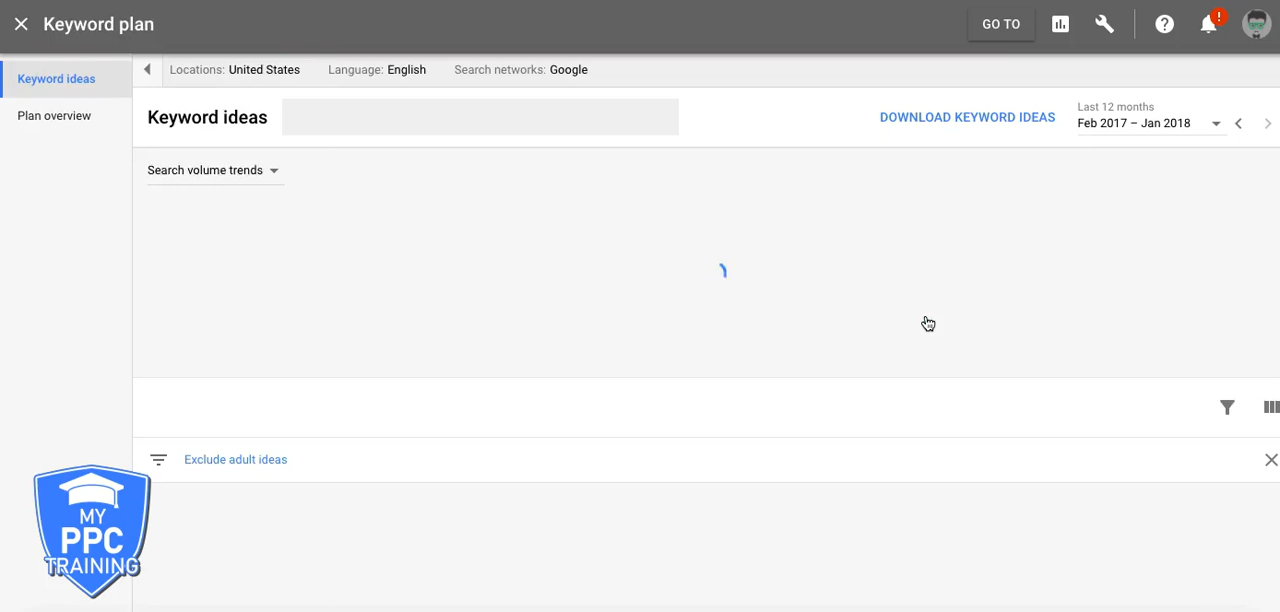 Keyword plan
GO TO
!
Keyword ideas
Plan overview
Locations: United States Language: English Search networks: Google
Keyword ideas
DOWNLOAD KEYWORD IDEAS
Last 12 months
Feb 2017 – Jan 2018
Search volume trends
Exclude adult ideas
MY
PPC
TRAINING